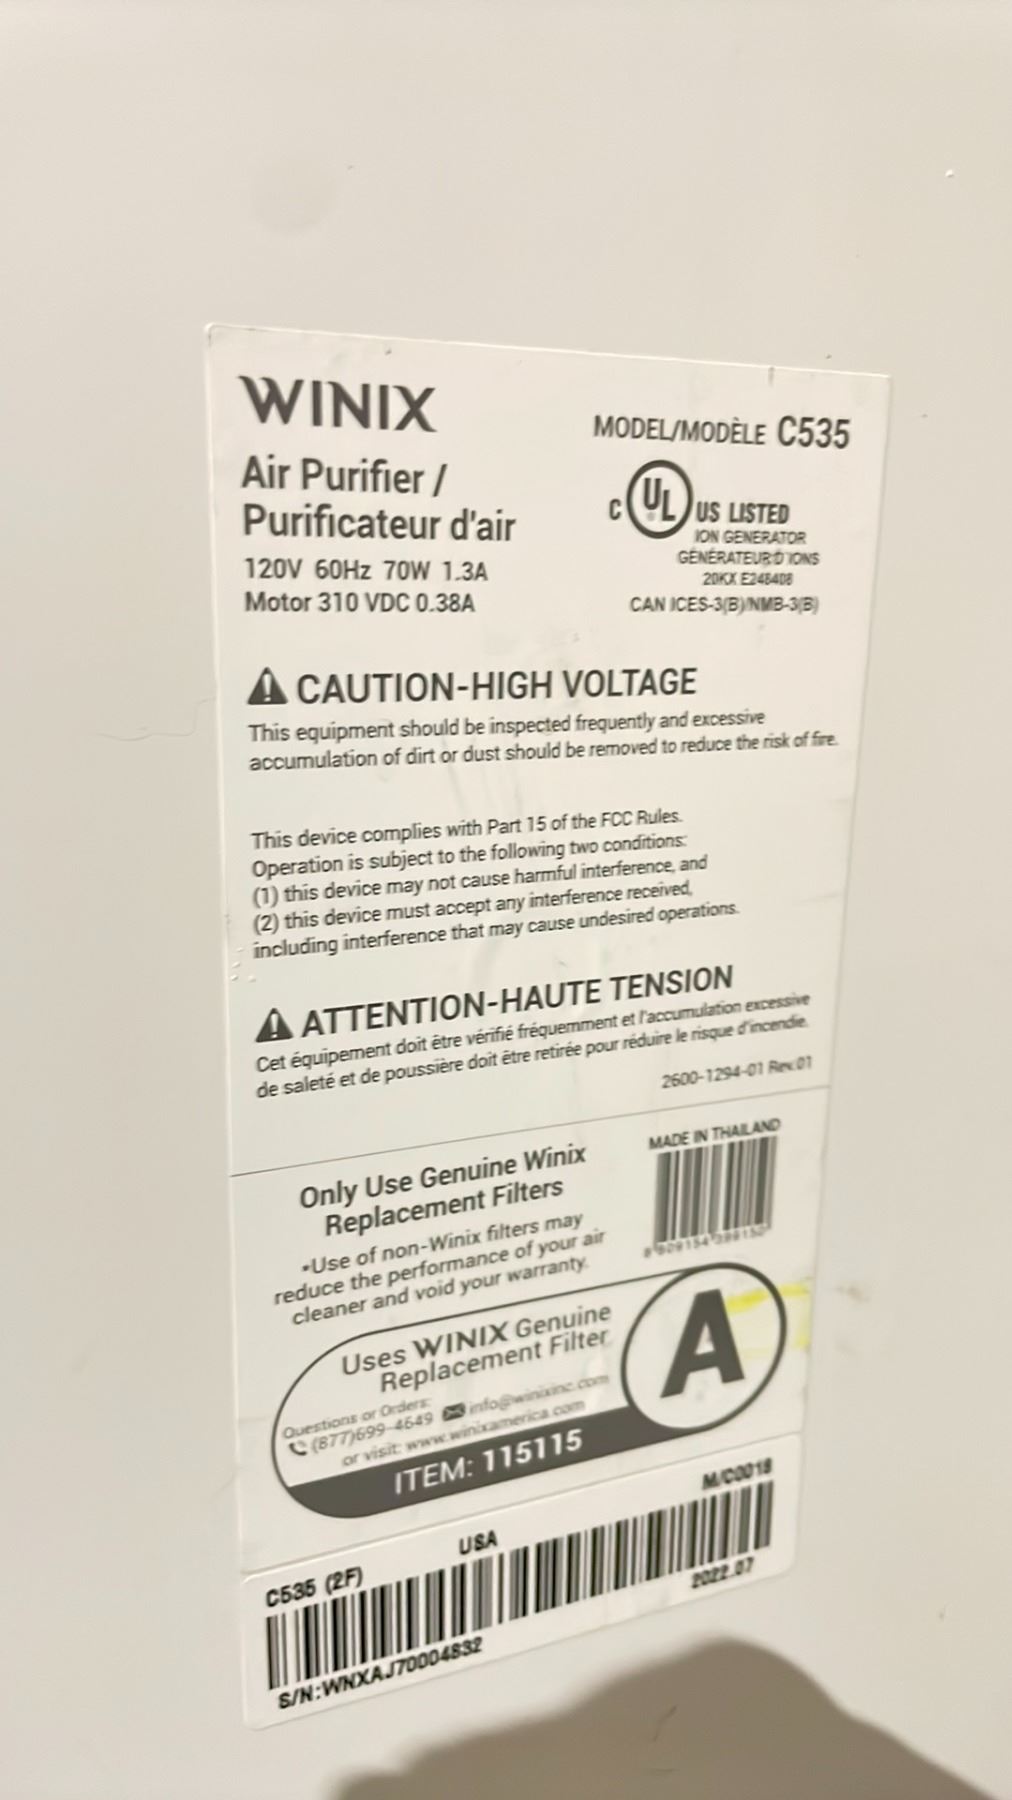 WINIX
MODEL/MODÈLE C535
Air Purifier /
Purificateur d'air
120V 60Hz 70W 1.3A
Motor 310 VDC 0.38A
C UL US LISTED
ION GENERATOR
GÉNÉRATEUR D'IONS
20KX E248408
CAN ICES-3(B)/NMB-3(B)
CAUTION-HIGH VOLTAGE
This equipment should be inspected frequently and excessive
accumulation of dirt or dust should be removed to reduce the risk of fire.
This device complies with Part 15 of the FCC Rules.
Operation is subject to the following two conditions:
(1) this device may not cause harmful interference, and
(2) this device must accept any interference received,
including interference that may cause undesired operations.
ATTENTION-HAUTE TENSION
Cet équipement doit être vérifié fréquemment et l'accumulation excessive
de saleté et de poussière doit être retirée pour réduire le risque d'incendie.
2600-1294-01 Rev.01
Only Use Genuine Winix
Replacement Filters
•Use of non-Winix filters may
reduce the performance of your air
cleaner and void your warranty.
MADE IN THAILAND
Uses WINIX Genuine
Replacement Filter
A
Questions or Orders:
(877)699-4649 info@winixinc.com
or visit: www.winixamerica.com
ITEM: 115115
C535 (2F)
USA
M/C0018
2022.07
S/N:WNXAJ70004832